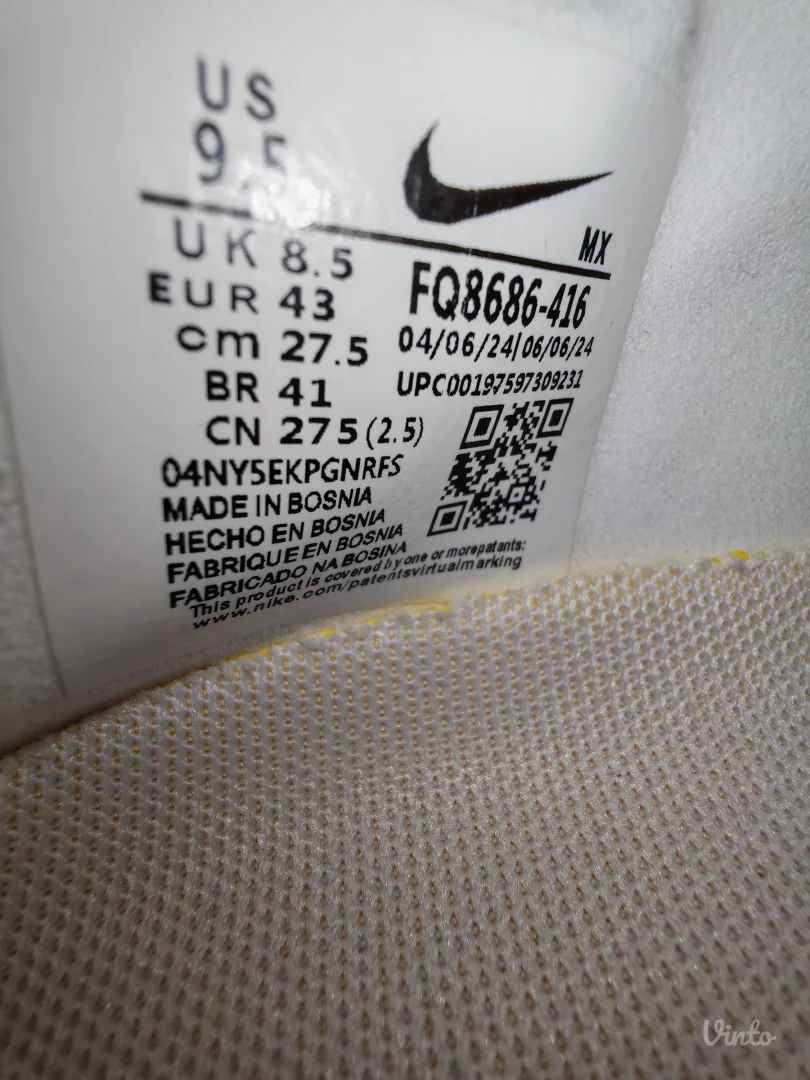 US
9.5
UK 8.5
EUR 43
cm 27.5
BR 41
CN 275 (2.5)
MX
FQ8686-416
04/06/24|06/06/24
UPC00197597309231
04NY5EKPGNRFS
MADE IN BOSNIA
HECHO EN BOSNIA
FABRIQUE EN BOSNIA
FABRICADO NA BOSINA
This product is covered by one or more patants:
www.nike.com/patentsvirtualmarking
Vinto